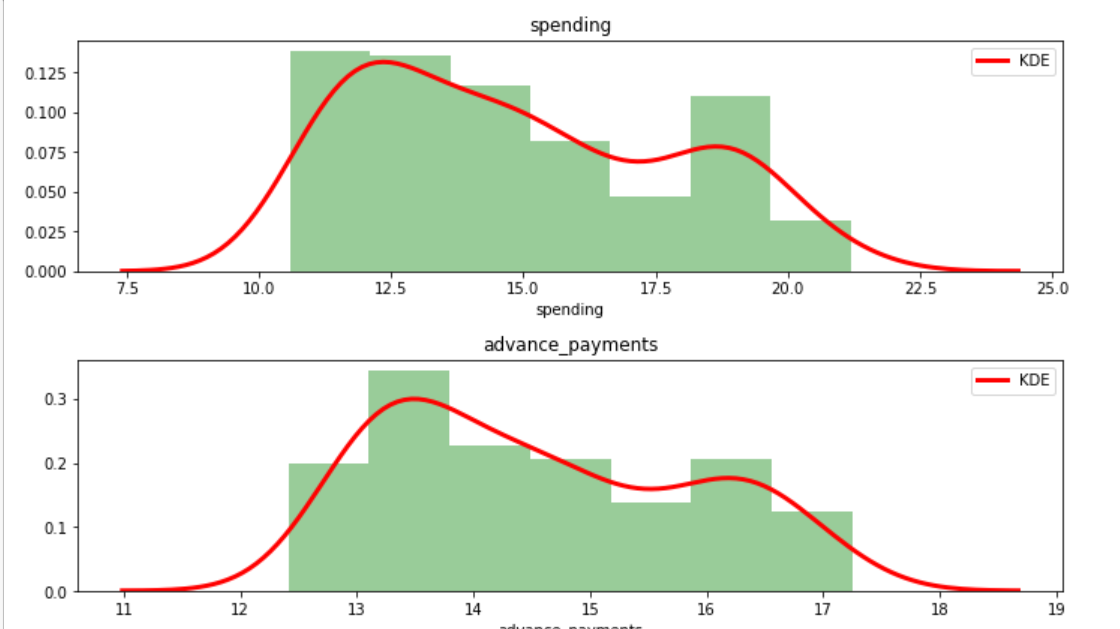 spending
KDE
0.125
0.100
0.075
0.050
0.025
0.000
7.5 10.0 12.5 15.0 17.5 20.0 22.5 25.0
spending
advance_payments
KDE
0.3
0.2
0.1
0.0
11 12 13 14 15 16 17 18 19
advance_payments